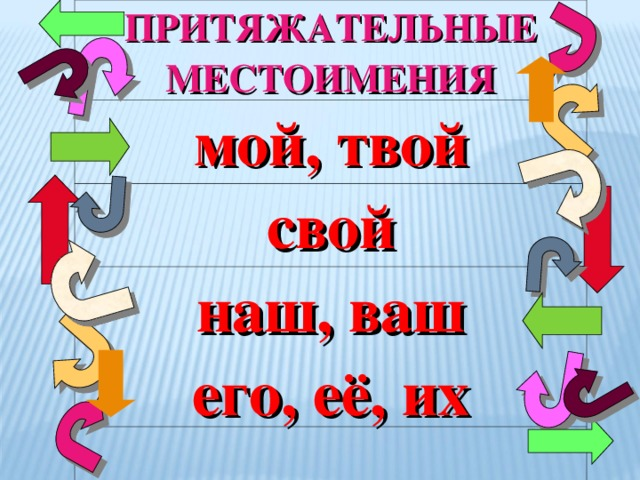 ПРИТЯЖАТЕЛЬНЫЕ
МЕСТОИМЕНИЯ
мой, твой
свой
наш, ваш
его, её, их